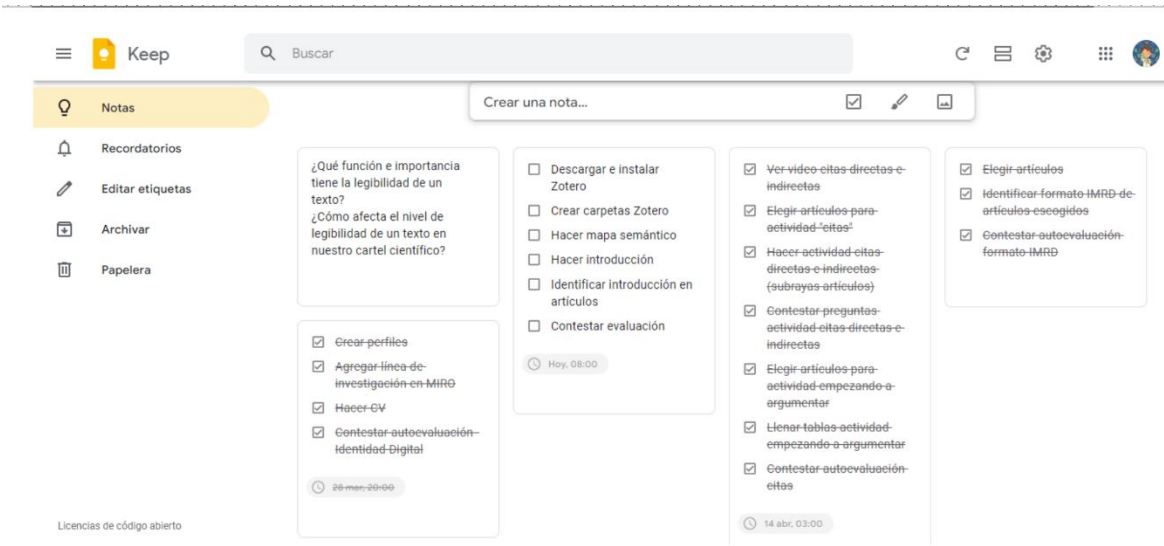 Keep
Buscar
Notas
Recordatorios
Editar etiquetas
Archivar
Papelera
Licencias de código abierto
Crear una nota...
¿Qué función e importancia
tiene la legibilidad de un
texto?
¿Cómo afecta el nivel de
legibilidad de un texto en
nuestro cartel científico?
Crear perfiles
Agregar línea de
investigación en MIRO
Hacer CV
Contestar autoevaluación
Identidad Digital
28 mar, 20:00
Descargar e instalar
Zotero
Crear carpetas Zotero
Hacer mapa semántico
Hacer introducción
Identificar introducción en
artículos
Contestar evaluación
Hoy, 08:00
Ver video citas directas e
indirectas
Elegir artículos para
actividad "citas"
Hacer actividad citas
directas e indirectas
(subrayas artículos)
Contestar preguntas
actividad citas directas e
indirectas
Elegir artículos para
actividad empezando a
argumentar
Llenar tablas actividad
empezando a argumentar
Contestar autoevaluación
citas
14 abr, 03:00
Elegir artículos
Identificar formato IMRD de
artículos escogidos
Contestar autoevaluación
formato IMRD